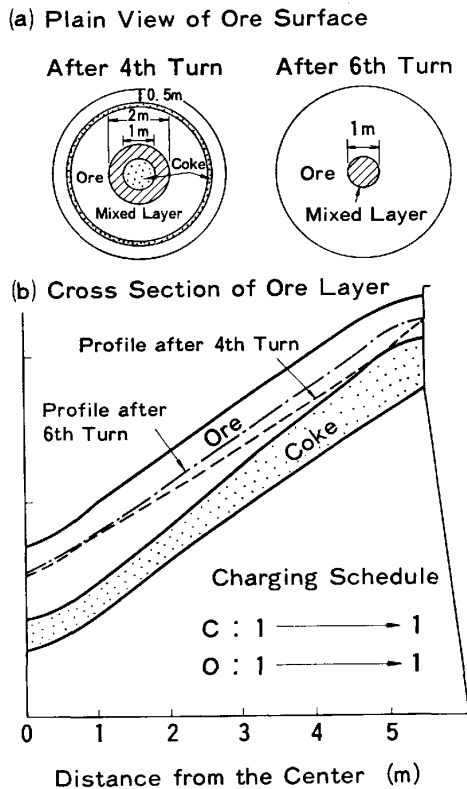 (a) Plain View of Ore Surface
After 4th Turn
After 6th Turn
0.5m
2m
1m
Coke
Ore
Mixed Layer
1m
Ore
Mixed Layer
(b) Cross Section of Ore Layer
Profile after 4th Turn
Profile after
6th Turn
Ore
Coke
Charging Schedule
C : 1 → 1
O : 1 → 1
0 1 2 3 4 5
Distance from the Center (m)